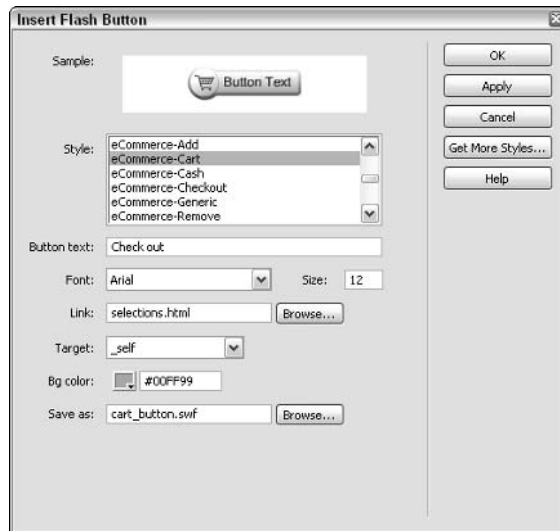 Insert Flash Button
Sample:
Button Text
Style:
eCommerce-Add
eCommerce-Cart
eCommerce-Cash
eCommerce-Checkout
eCommerce-Generic
eCommerce-Remove
Button text: Check out
Font: Arial Size: 12
Link: selections.html Browse...
Target: _self
Bg color: #00FF99
Save as: cart_button.swf Browse...
OK
Apply
Cancel
Get More Styles...
Help